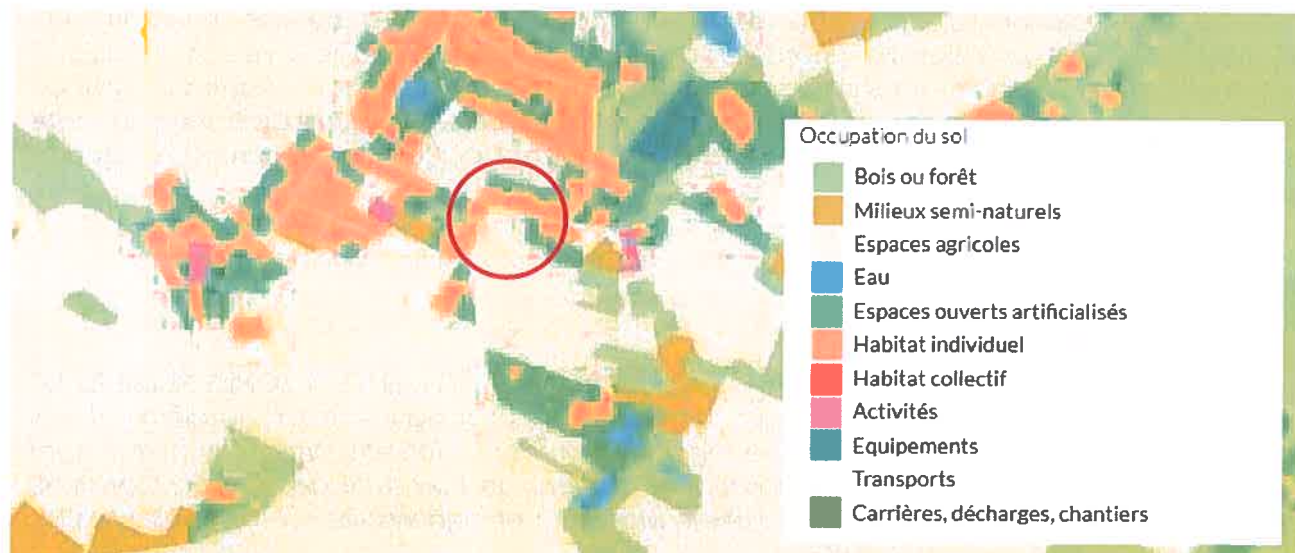 Occupation du sol
Bois ou forêt
Milieux semi-naturels
Espaces agricoles
Eau
Espaces ouverts artificialisés
Habitat individuel
Habitat collectif
Activités
Equipements
Transports
Carrières, décharges, chantiers